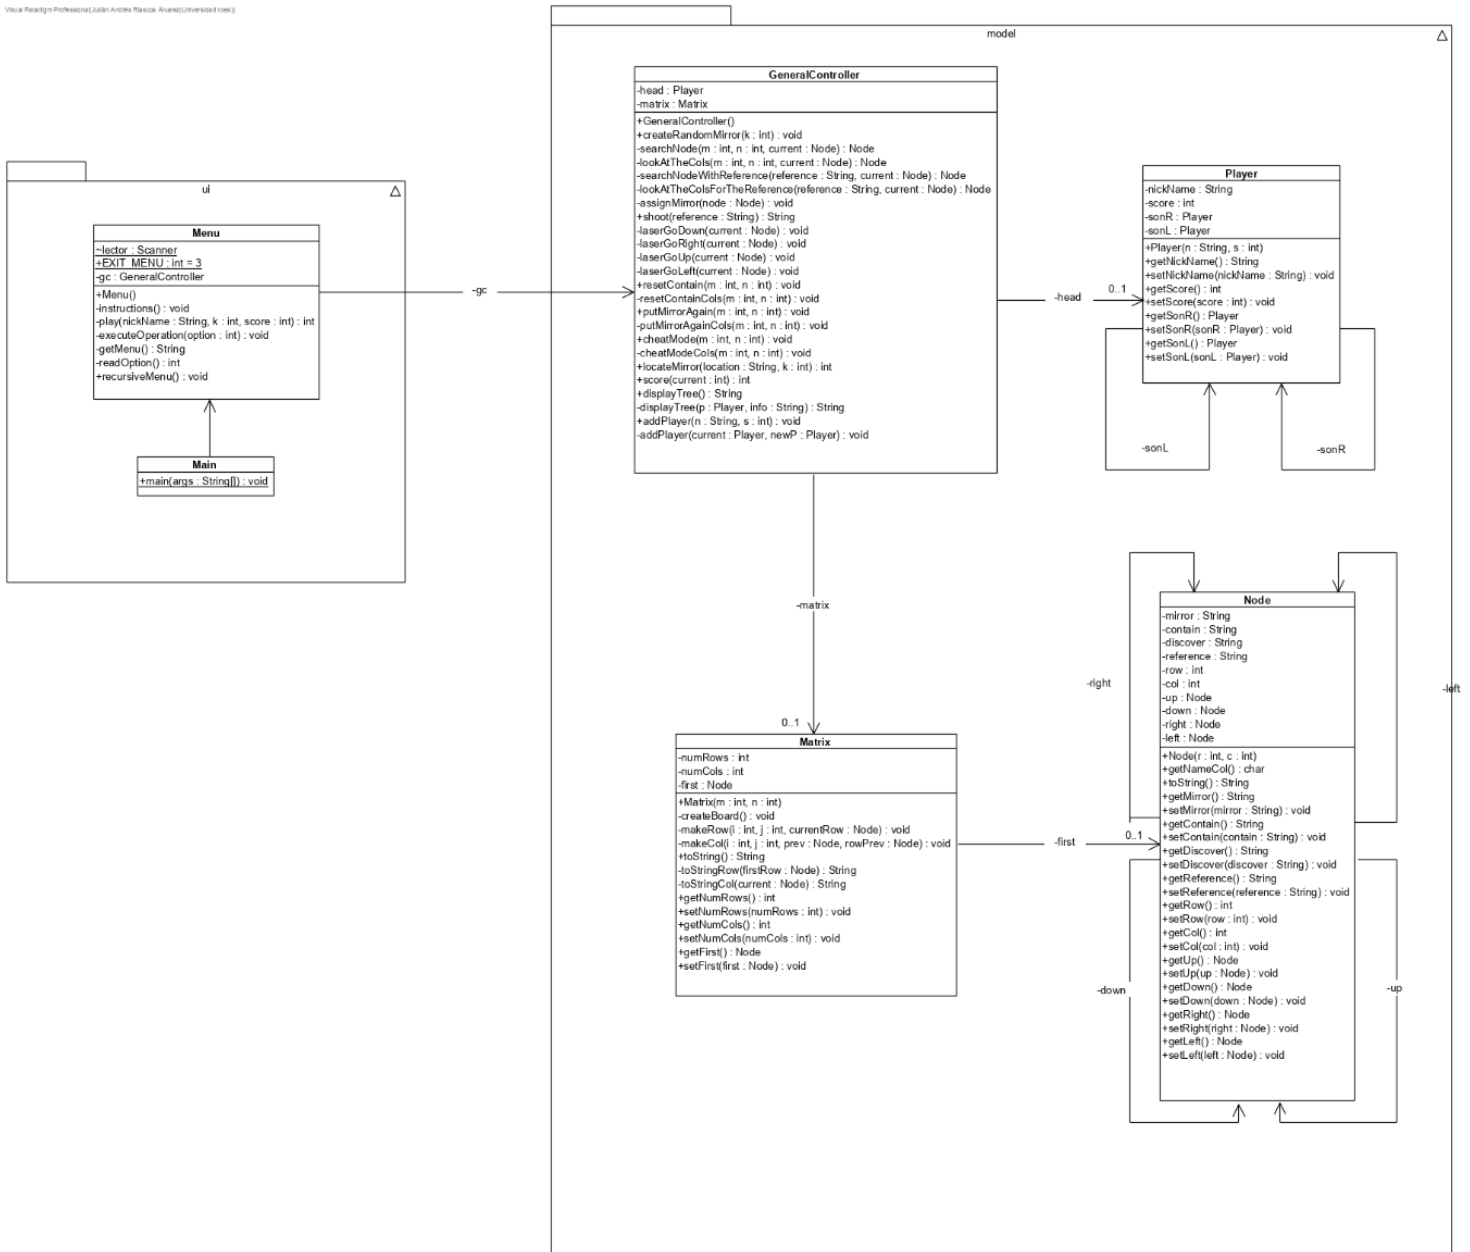 Visual Paradigm Professional(Julián Andrés Riascos Álvarez(Universidad Icesi))
model
ui
Menu
~lector : Scanner
+EXIT_MENU : int = 3
-gc : GeneralController
+Menu()
-instructions() : void
-play(nickName : String, k : int, score : int) : int
-executeOperation(option : int) : void
-getMenu() : String
-readOption() : int
+recursiveMenu() : void
Main
+main(args : String[]) : void
-gc
GeneralController
-head : Player
-matrix : Matrix
+GeneralController()
+createRandomMirror(k : int) : void
-searchNode(m : int, n : int, current : Node) : Node
-lookAtTheCols(m : int, n : int, current : Node) : Node
-searchNodeWithReference(reference : String, current : Node) : Node
-lookAtTheColsForTheReference(reference : String, current : Node) : Node
-assignMirror(node : Node) : void
+shoot(reference : String) : String
-laserGoDown(current : Node) : void
-laserGoRight(current : Node) : void
-laserGoUp(current : Node) : void
-laserGoLeft(current : Node) : void
+resetContain(m : int, n : int) : void
-resetContainCols(m : int, n : int) : void
+putMirrorAgain(m : int, n : int) : void
-putMirrorAgainCols(m : int, n : int) : void
+cheatMode(m : int, n : int) : void
-cheatModeCols(m : int, n : int) : void
+locateMirror(location : String, k : int) : int
+score(current : int) : int
+displayTree() : String
-displayTree(p : Player, info : String) : String
+addPlayer(n : String, s : int) : void
-addPlayer(current : Player, newP : Player) : void
-head
0..1
Player
-nickName : String
-score : int
-sonR : Player
-sonL : Player
+Player(n : String, s : int)
+getNickName() : String
+setNickName(nickName : String) : void
+getScore() : int
+setScore(score : int) : void
+getSonR() : Player
+setSonR(sonR : Player) : void
+getSonL() : Player
+setSonL(sonL : Player) : void
-sonL
-sonR
-matrix
0..1
Matrix
-numRows : int
-numCols : int
-first : Node
+Matrix(m : int, n : int)
-createBoard() : void
-makeRow(i : int, j : int, currentRow : Node) : void
-makeCol(i : int, j : int, prev : Node, rowPrev : Node) : void
+toString() : String
-toStringRow(firstRow : Node) : String
-toStringCol(current : Node) : String
+getNumRows() : int
+setNumRows(numRows : int) : void
+getNumCols() : int
+setNumCols(numCols : int) : void
+getFirst() : Node
+setFirst(first : Node) : void
-first
0..1
Node
-mirror : String
-contain : String
-discover : String
-reference : String
-row : int
-col : int
-up : Node
-down : Node
-right : Node
-left : Node
+Node(r : int, c : int)
+getNameCol() : char
+toString() : String
+getMirror() : String
+setMirror(mirror : String) : void
+getContain() : String
+setContain(contain : String) : void
+getDiscover() : String
+setDiscover(discover : String) : void
+getReference() : String
+setReference(reference : String) : void
+getRow() : int
+setRow(row : int) : void
+getCol() : int
+setCol(col : int) : void
+getUp() : Node
+setUp(up : Node) : void
+getDown() : Node
+setDown(down : Node) : void
+getRight() : Node
+setRight(right : Node) : void
+getLeft() : Node
+setLeft(left : Node) : void
-right
-left
-down
-up